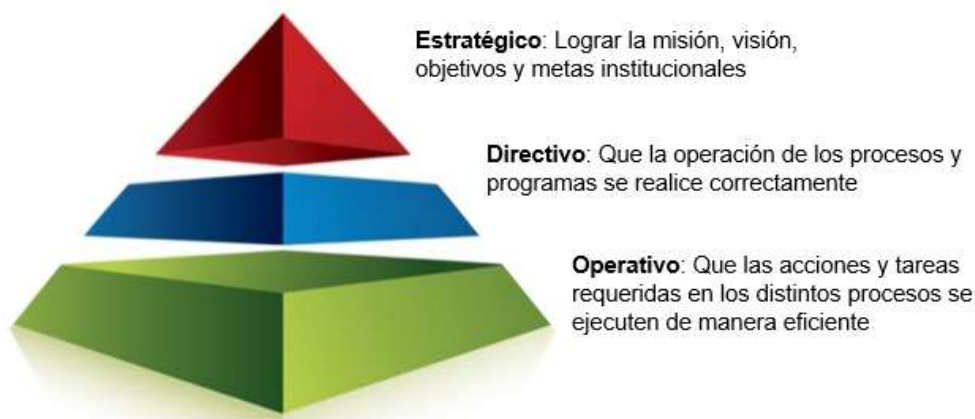 Estratégico: Lograr la misión, visión,
objetivos y metas institucionales
Directivo: Que la operación de los procesos y
programas se realice correctamente
Operativo: Que las acciones y tareas
requeridas en los distintos procesos se
ejecuten de manera eficiente